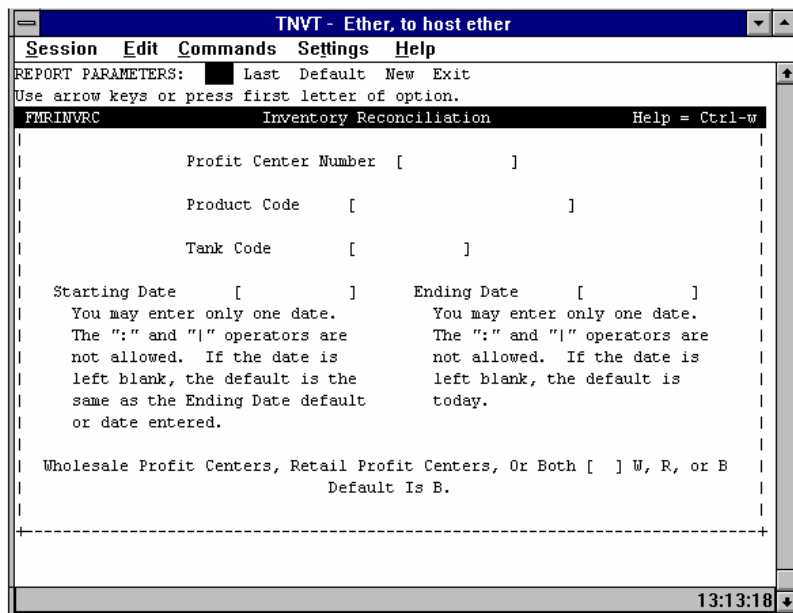 TNVT - Ether, to host ether
Session Edit Commands Settings Help
REPORT PARAMETERS: Last Default New Exit
Use arrow keys or press first letter of option.
FMRINVRC Inventory Reconciliation Help = Ctrl-w
Profit Center Number [ ]
Product Code [ ]
Tank Code [ ]
Starting Date [ ] Ending Date [ ]
You may enter only one date. You may enter only one date.
The ":" and "|" operators are The ":" and "|" operators are
not allowed. If the date is not allowed. If the date is
left blank, the default is the left blank, the default is
same as the Ending Date default today.
or date entered.
Wholesale Profit Centers, Retail Profit Centers, Or Both [ ] W, R, or B
Default Is B.
13:13:18